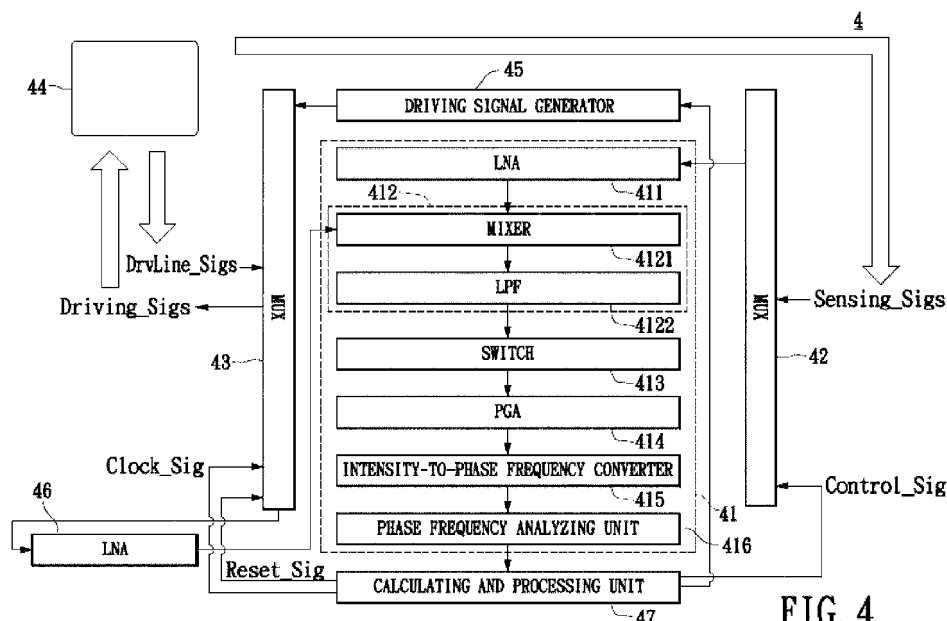 4
44
45
DRIVING SIGNAL GENERATOR
LNA
411
412
MIXER
4121
LPF
4122
DrvLine_Sigs
Driving_Sigs
MUX
43
MUX
42
Sensing_Sigs
SWITCH
413
PGA
414
INTENSITY-TO-PHASE FREQUENCY CONVERTER
415
41
PHASE FREQUENCY ANALYZING UNIT
416
Clock_Sig
Control_Sig
46
LNA
Reset_Sig
CALCULATING AND PROCESSING UNIT
47
FIG. 4